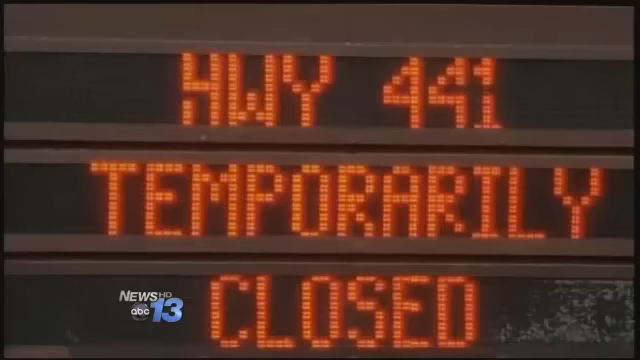 HWY 441
TEMPORARILY
CLOSED
NEWS HD
abc 13